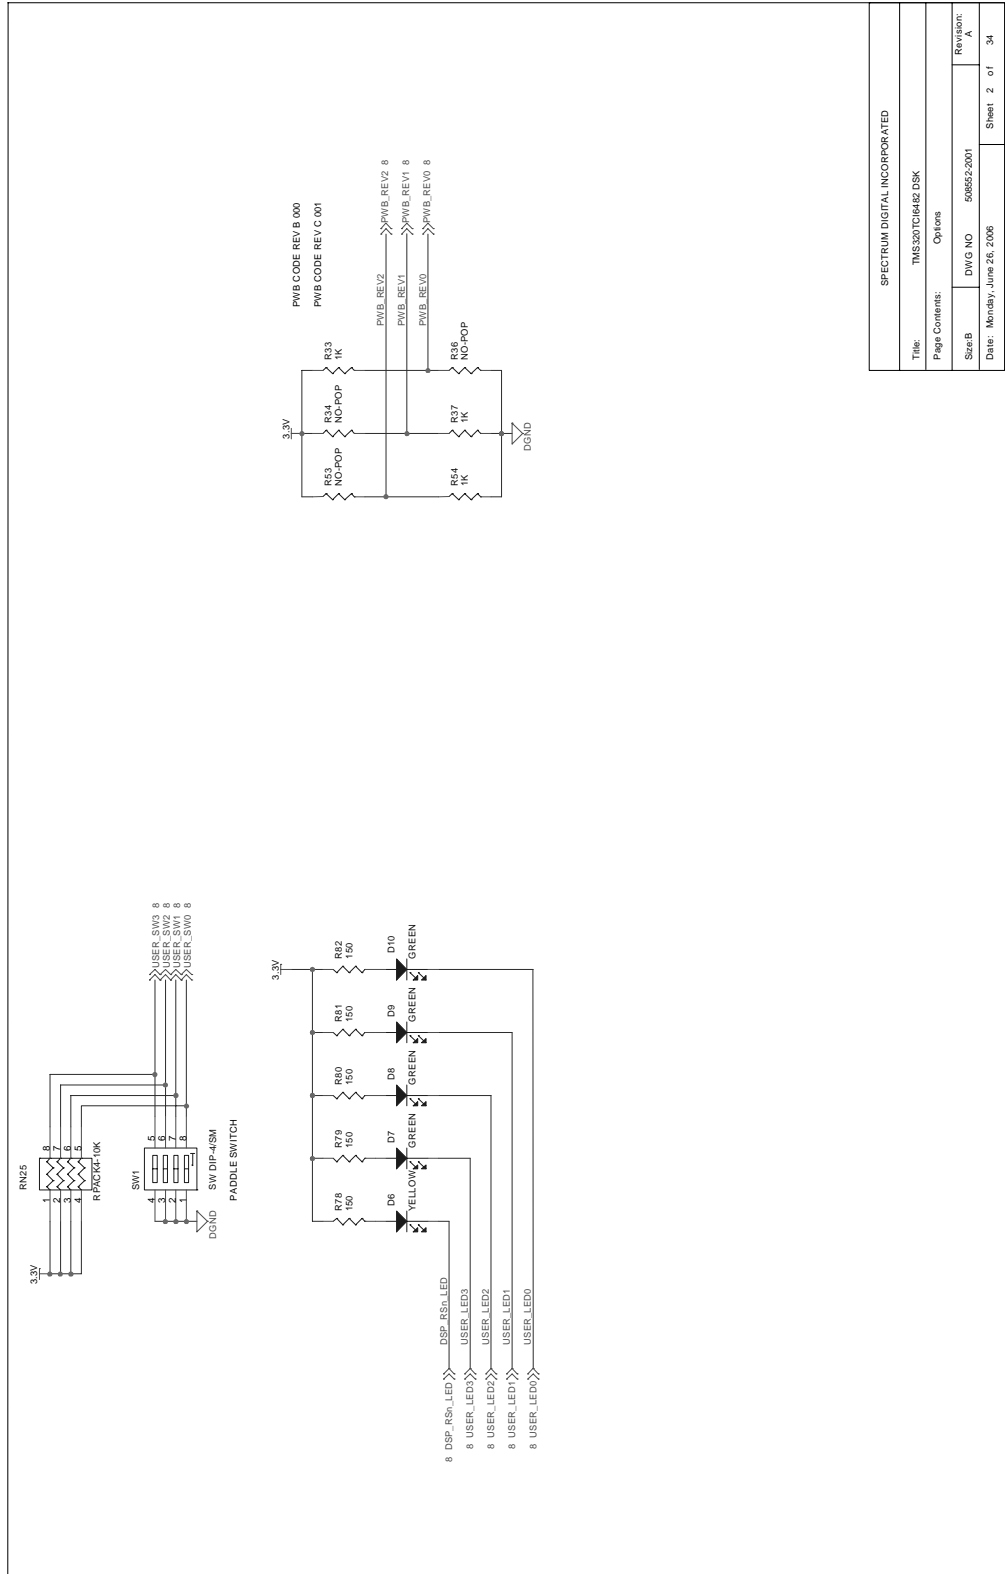 3.3V
RN25
1
2
3
4
8
7
6
5
RPACK4-10K
SW1
4
3
2
1
5
6
7
8
SW DIP-4/SM
PADDLE SWITCH
DGND
USER_SW3 8
USER_SW2 8
USER_SW1 8
USER_SW0 8
3.3V
R78
150
R79
150
R80
150
R81
150
R82
150
D6
YELLOW
D7
GREEN
D8
GREEN
D9
GREEN
D10
GREEN
8 DSP_RSn_LED DSP_RSn_LED
8 USER_LED3 USER_LED3
8 USER_LED2 USER_LED2
8 USER_LED1 USER_LED1
8 USER_LED0 USER_LED0
PWB CODE REV B 000
PWB CODE REV C 001
3.3V
R53
NO-POP
R34
NO-POP
R33
1K
PWB_REV2 PWB_REV2 8
PWB_REV1 PWB_REV1 8
PWB_REV0 PWB_REV0 8
R54
1K
R37
1K
R36
NO-POP
DGND
SPECTRUM DIGITAL INCORPORATED
Title: TMS320TCI6482 DSK
Page Contents: Options
Size:B DWG NO 508552-2001 Revision: A
Date: Monday, June 26, 2006 Sheet 2 of 34